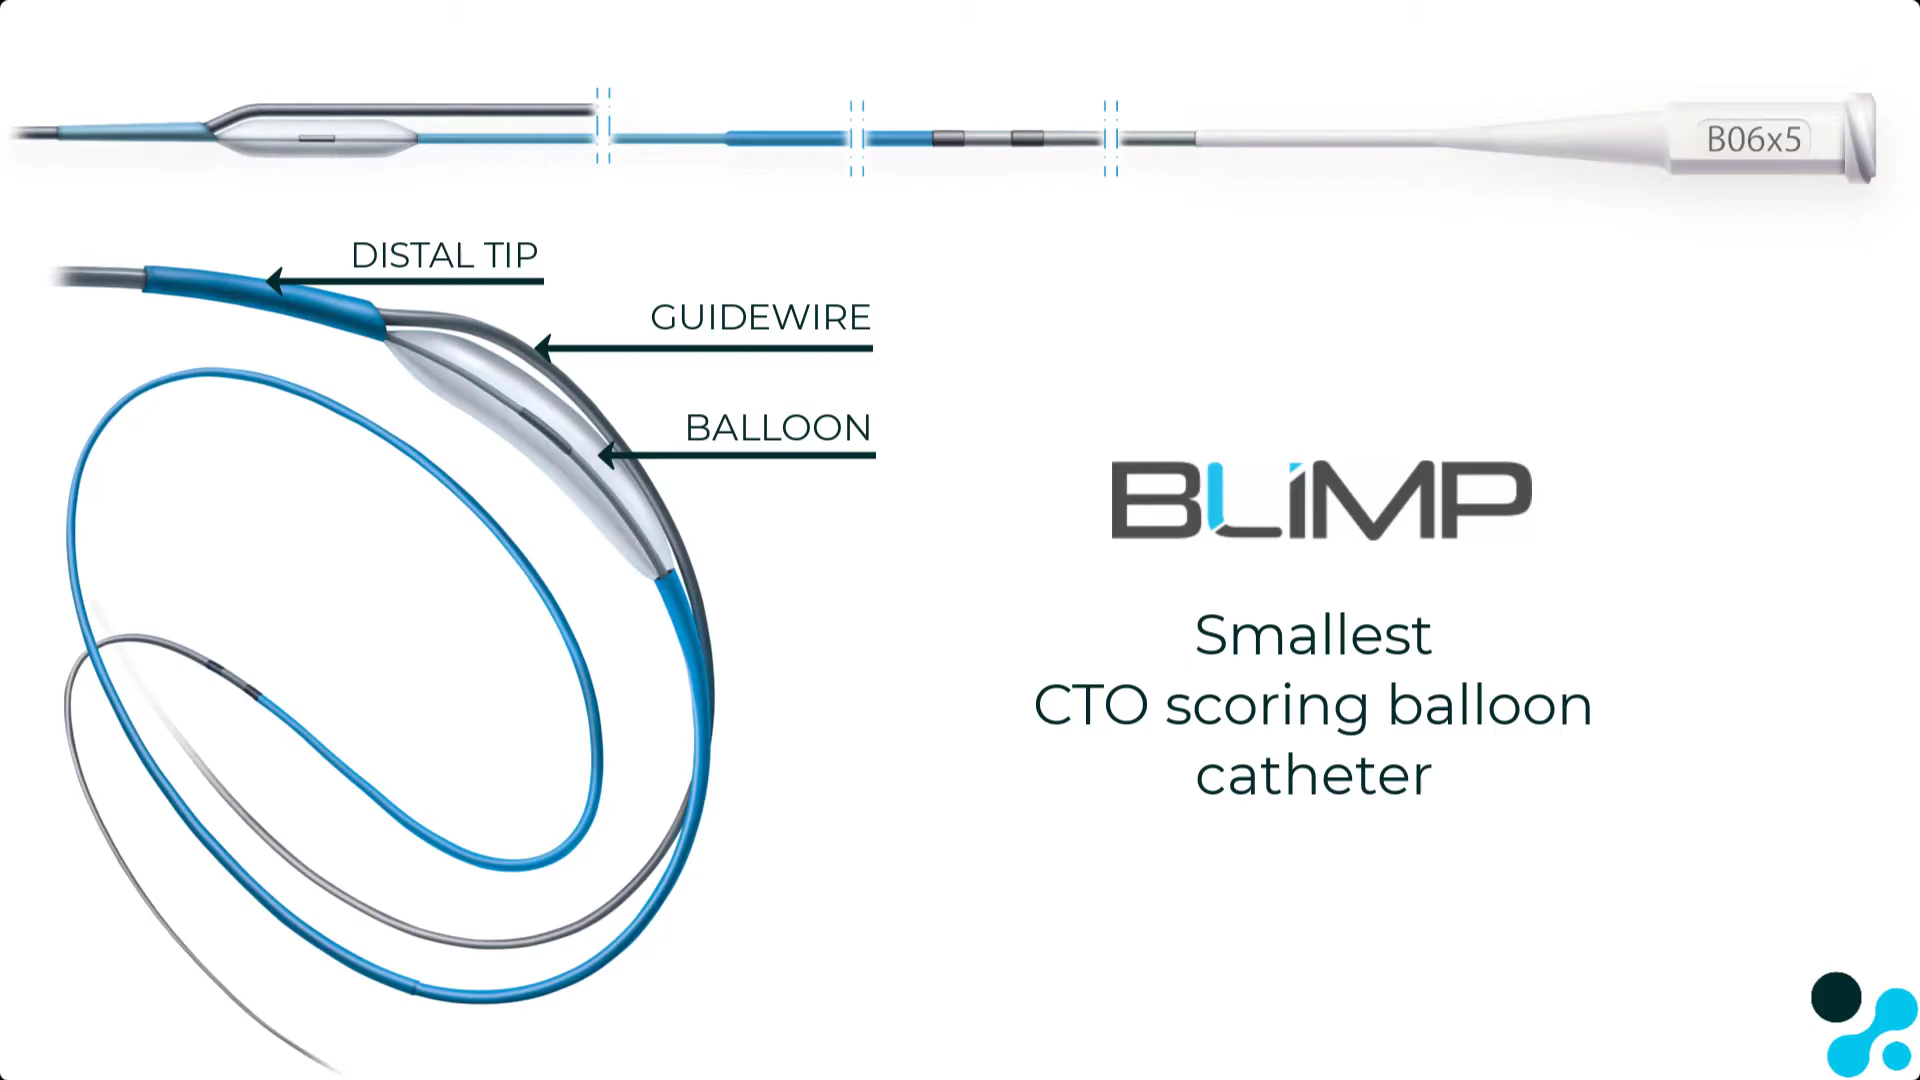 B06x5
DISTAL TIP
GUIDEWIRE
BALLOON
BLiMP
Smallest
CTO scoring balloon
catheter